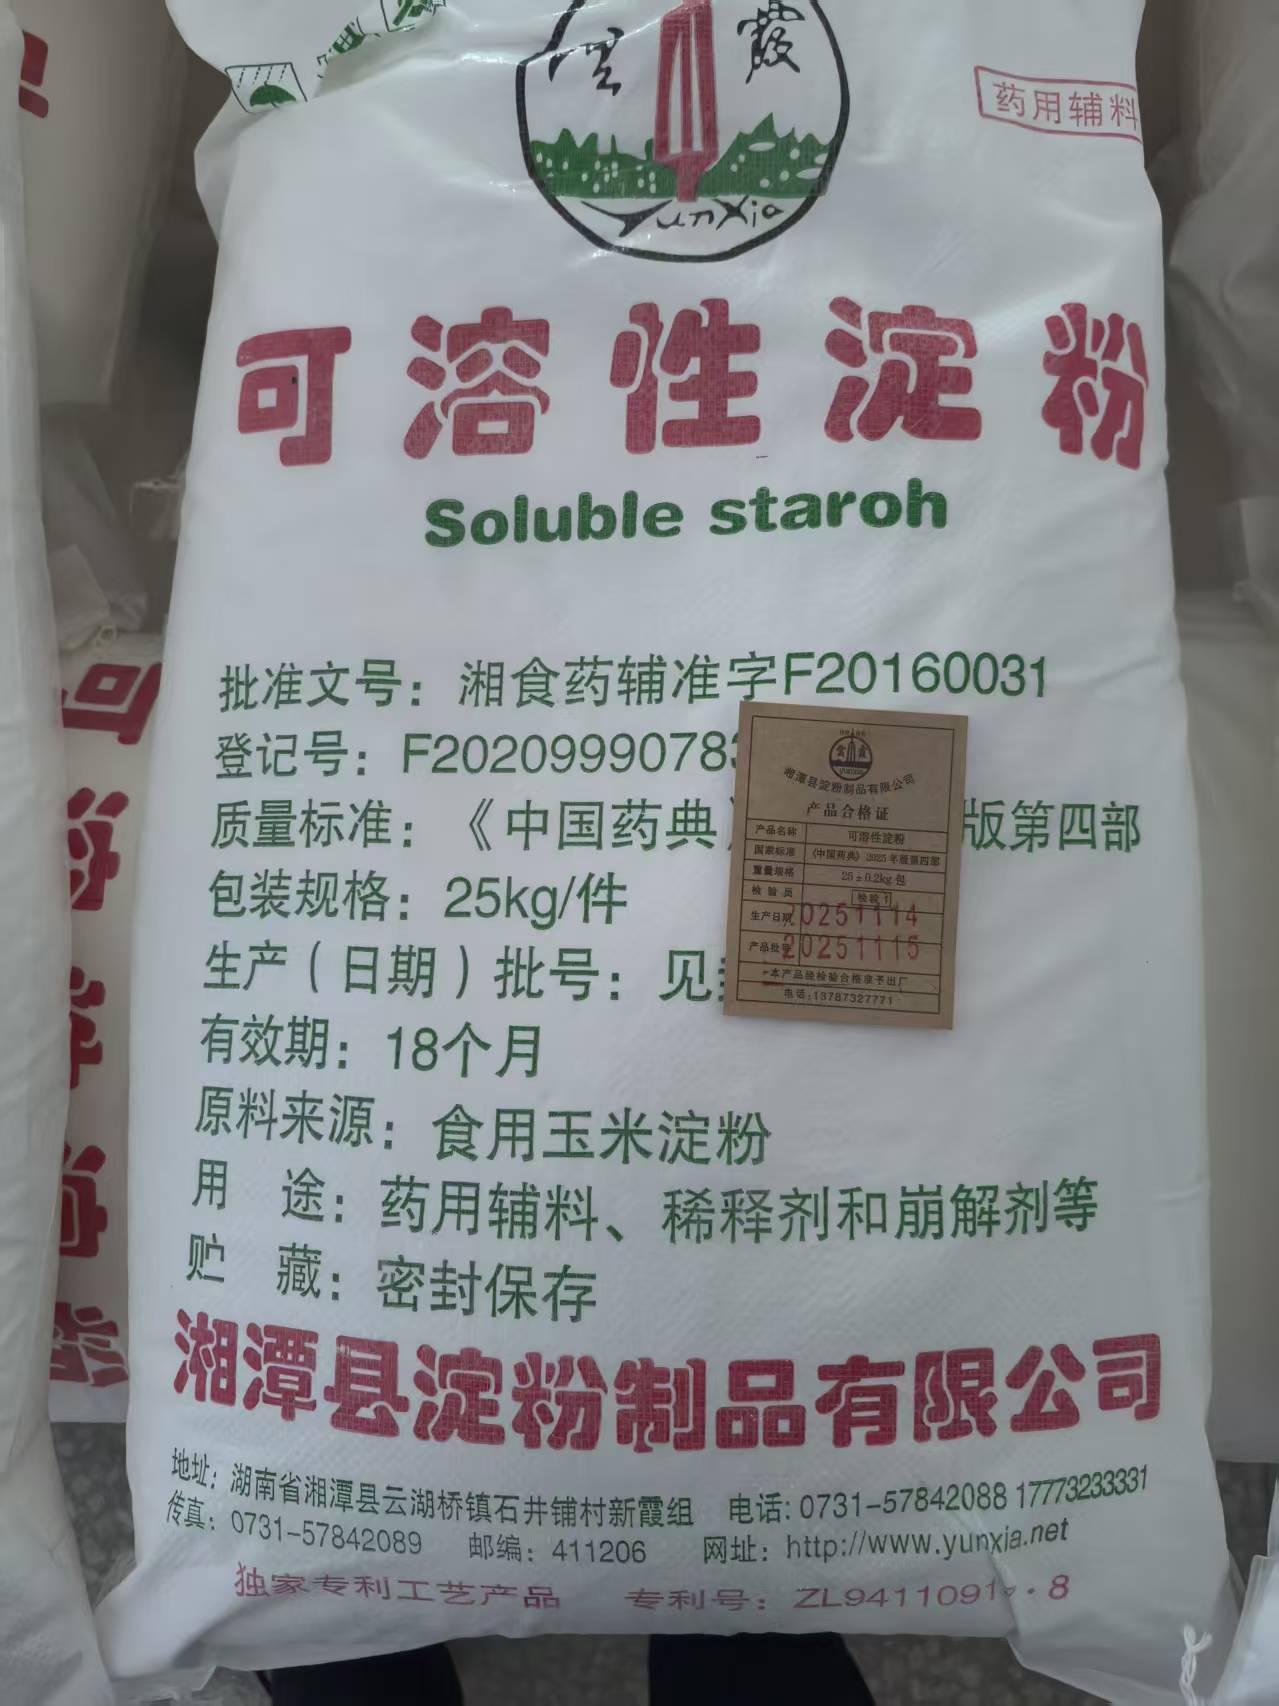 霞
YunXia
药用辅料
可溶性淀粉
Soluble staroh
批准文号：湘食药辅准字F20160031
登记号：F2020999078
质量标准：《中国药典 版第四部
包装规格：25kg/件
生产（日期）批号：见
有效期：18个月
原料来源：食用玉米淀粉
用 途：药用辅料、稀释剂和崩解剂等
贮 藏：密封保存
湘潭县淀粉制品有限公司
地址：湖南省湘潭县云湖桥镇石井铺村新霞组 电话：0731-57842088 17773233331
传真：0731-57842089 邮编：411206 网址：http://www.yunxia.net
独家专利工艺产品 专利号：ZL9411091 · 8
雲霞
yunxia
湘潭县淀粉制品有限公司
产品合格证
产品名称 可溶性淀粉
国家标准 《中国药典》2025年版第四部
重量规格 25±0.2kg包
检验员 检验1
生产日期 20251114
产品批号 20251115
本产品经检验合格准予出厂
电话：13787327771